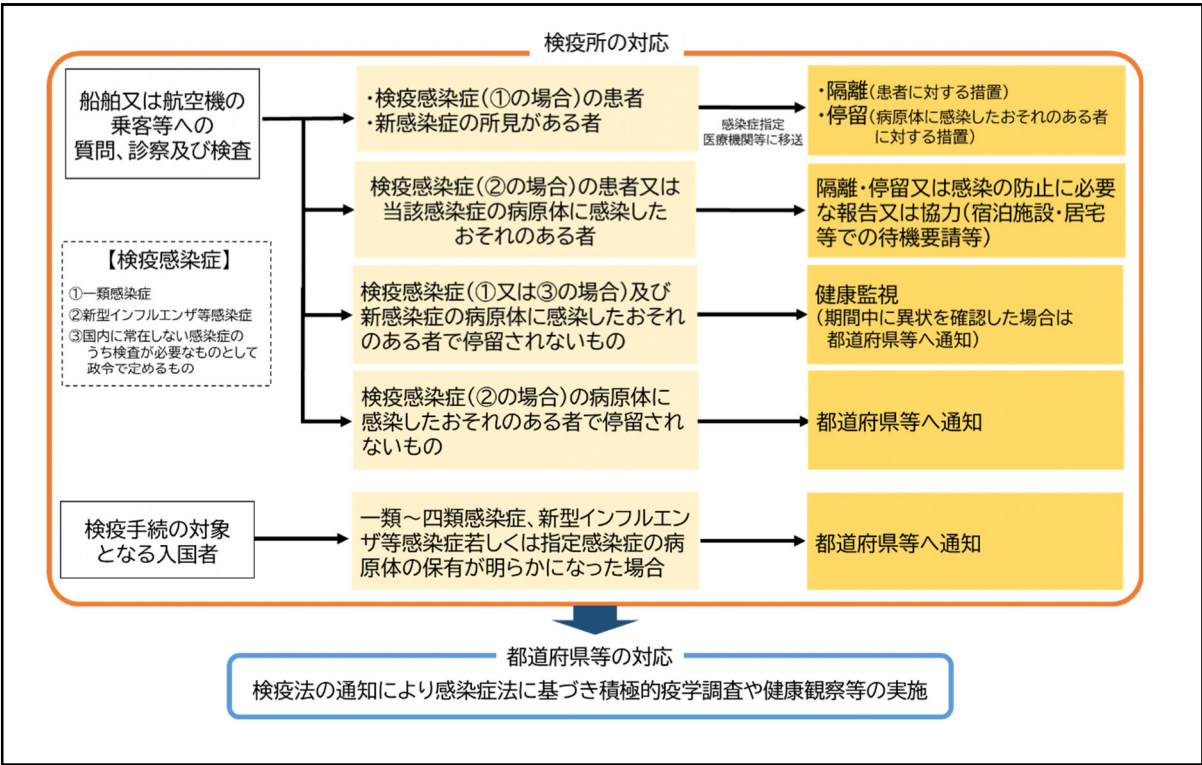 検疫所の対応
船舶又は航空機の
乗客等への
質問、診察及び検査
・検疫感染症(①の場合)の患者
・新感染症の所見がある者
感染症指定
医療機関等に移送
・隔離(患者に対する措置)
・停留(病原体に感染したおそれのある者
に対する措置)
検疫感染症(②の場合)の患者又は
当該感染症の病原体に感染した
おそれのある者
隔離・停留又は感染の防止に必要
な報告又は協力(宿泊施設・居宅
等での待機要請等)
【検疫感染症】
①一類感染症
②新型インフルエンザ等感染症
③国内に常在しない感染症の
うち検査が必要なものとして
政令で定めるもの
検疫感染症(①又は③の場合)及び
新感染症の病原体に感染したおそれ
のある者で停留されないもの
健康監視
(期間中に異状を確認した場合は
都道府県等へ通知)
検疫感染症(②の場合)の病原体に
感染したおそれのある者で停留され
ないもの
都道府県等へ通知
検疫手続の対象
となる入国者
一類～四類感染症、新型インフルエン
ザ等感染症若しくは指定感染症の病
原体の保有が明らかになった場合
都道府県等へ通知
都道府県等の対応
検疫法の通知により感染症法に基づき積極的疫学調査や健康観察等の実施